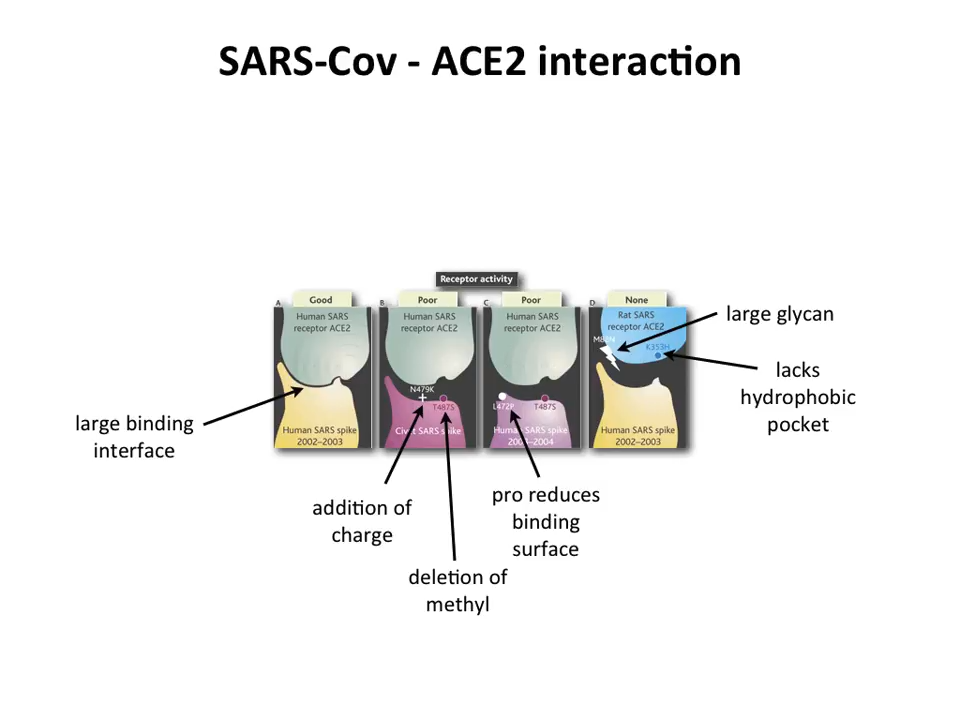 SARS-Cov - ACE2 interaction
Receptor activity
A
Good
B
Poor
C
Poor
D
None
Human SARS
receptor ACE2
Human SARS
receptor ACE2
Human SARS
receptor ACE2
Rat SARS
receptor ACE2
K353H
N479K
T487S
L472P
T487S
Human SARS spike
2002–2003
Civet SARS spike
Human SARS spike
Human SARS spike
2002–2003
large glycan
lacks
hydrophobic
pocket
large binding
interface
addition of
charge
deletion of
methyl
pro reduces
binding
surface